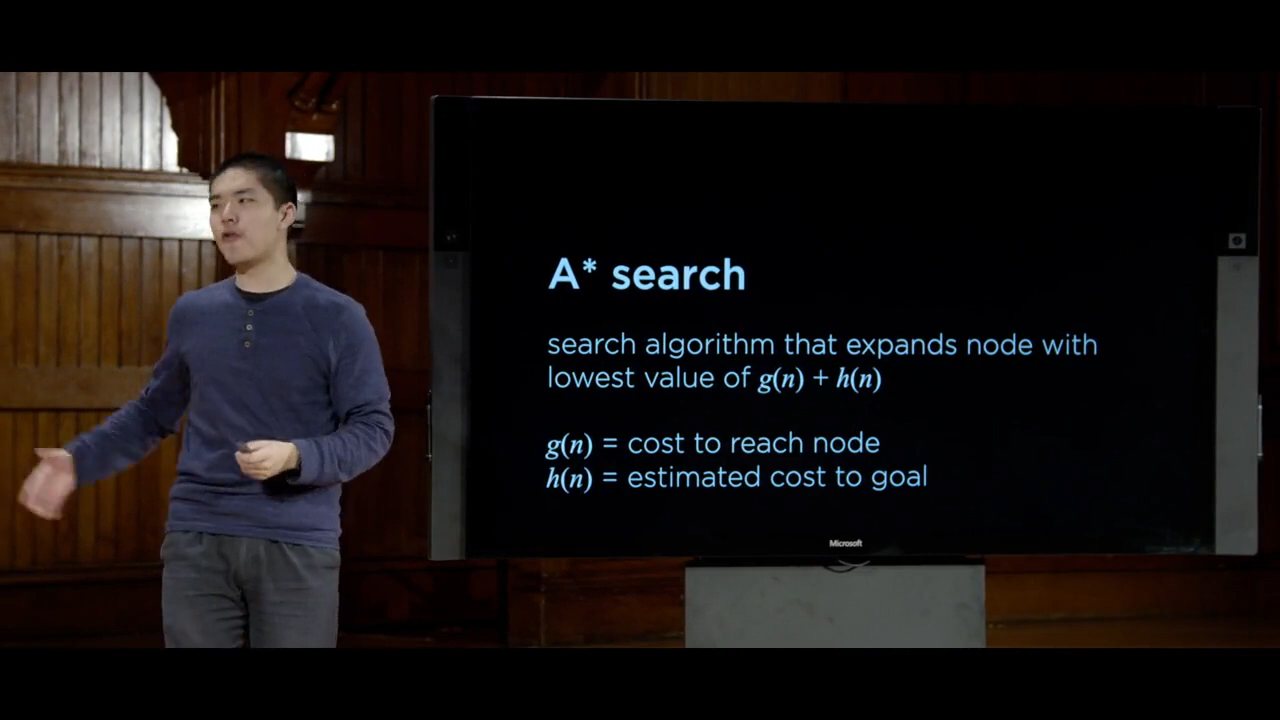 A* search
search algorithm that expands node with
lowest value of g(n) + h(n)
g(n) = cost to reach node
h(n) = estimated cost to goal
Microsoft